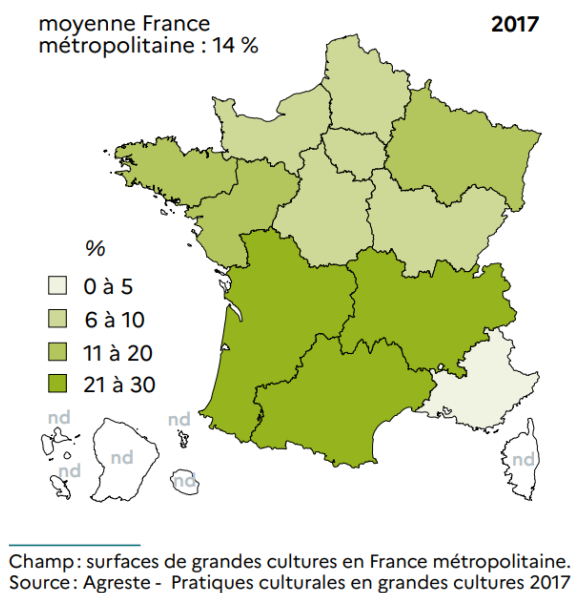 moyenne France
métropolitaine : 14 %
2017
%
0 à 5
6 à 10
11 à 20
21 à 30
nd
nd
nd
nd
nd
nd
Champ : surfaces de grandes cultures en France métropolitaine.
Source : Agreste - Pratiques culturales en grandes cultures 2017